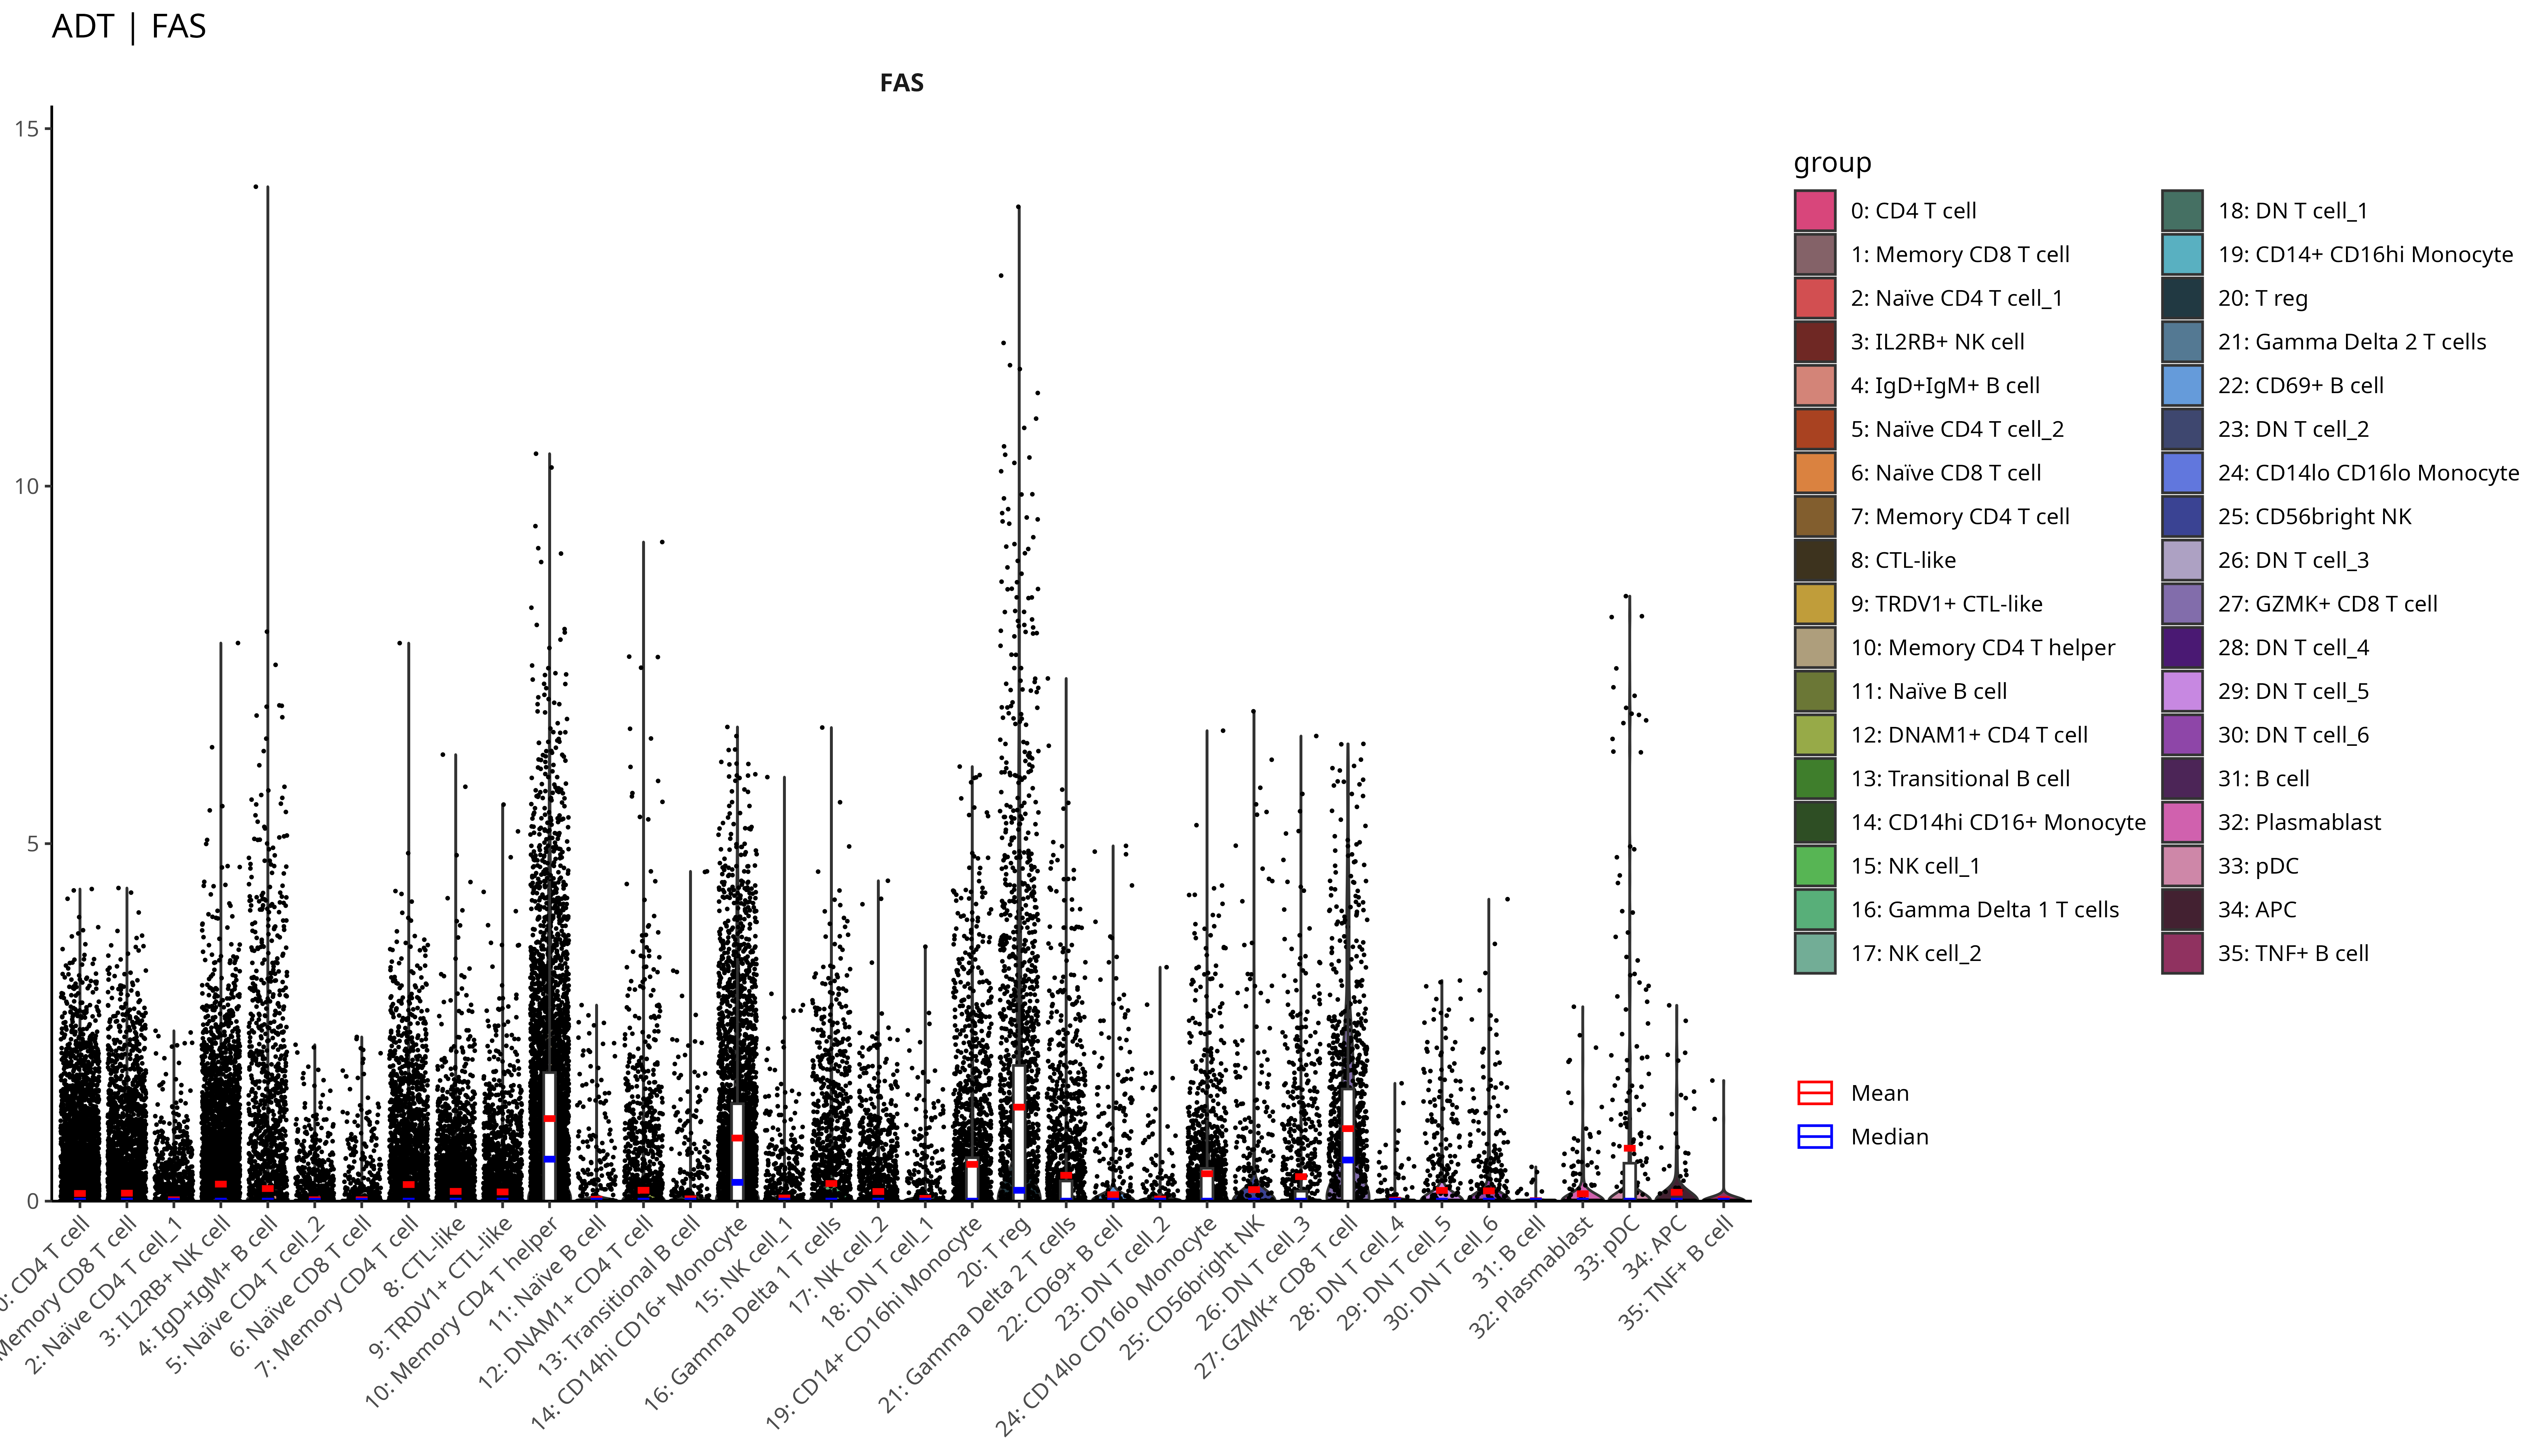 ADT | FAS
FAS
15
10
5
0
0: CD4 T cell
Memory CD8 T cell
2: Naïve CD4 T cell_1
3: IL2RB+ NK cell
4: IgD+IgM+ B cell
5: Naïve CD4 T cell_2
6: Naïve CD8 T cell
7: Memory CD4 T cell
8: CTL-like
9: TRDV1+ CTL-like
10: Memory CD4 T helper
11: Naïve B cell
12: DNAM1+ CD4 T cell
13: Transitional B cell
14: CD14hi CD16+ Monocyte
15: NK cell_1
16: Gamma Delta 1 T cells
17: NK cell_2
18: DN T cell_1
19: CD14+ CD16hi Monocyte
20: T reg
21: Gamma Delta 2 T cells
22: CD69+ B cell
23: DN T cell_2
24: CD14lo CD16lo Monocyte
25: CD56bright NK
26: DN T cell_3
27: GZMK+ CD8 T cell
28: DN T cell_4
29: DN T cell_5
30: DN T cell_6
31: B cell
32: Plasmablast
33: pDC
34: APC
35: TNF+ B cell
group
0: CD4 T cell
1: Memory CD8 T cell
2: Naïve CD4 T cell_1
3: IL2RB+ NK cell
4: IgD+IgM+ B cell
5: Naïve CD4 T cell_2
6: Naïve CD8 T cell
7: Memory CD4 T cell
8: CTL-like
9: TRDV1+ CTL-like
10: Memory CD4 T helper
11: Naïve B cell
12: DNAM1+ CD4 T cell
13: Transitional B cell
14: CD14hi CD16+ Monocyte
15: NK cell_1
16: Gamma Delta 1 T cells
17: NK cell_2
18: DN T cell_1
19: CD14+ CD16hi Monocyte
20: T reg
21: Gamma Delta 2 T cells
22: CD69+ B cell
23: DN T cell_2
24: CD14lo CD16lo Monocyte
25: CD56bright NK
26: DN T cell_3
27: GZMK+ CD8 T cell
28: DN T cell_4
29: DN T cell_5
30: DN T cell_6
31: B cell
32: Plasmablast
33: pDC
34: APC
35: TNF+ B cell
Mean
Median